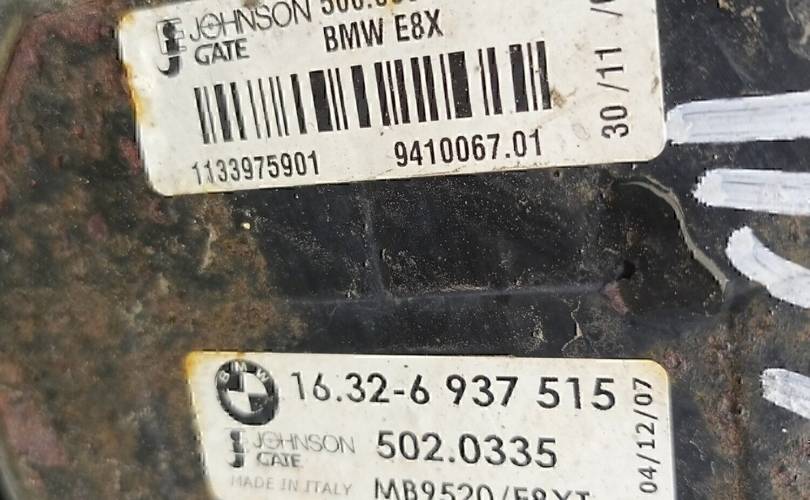 JOHNSON
GATE
BMW E8X
1133975901
9410067.01
30 /11
BMW
16.32-6 937 515
JOHNSON
GATE
502.0335
MADE IN ITALY
04/12/07